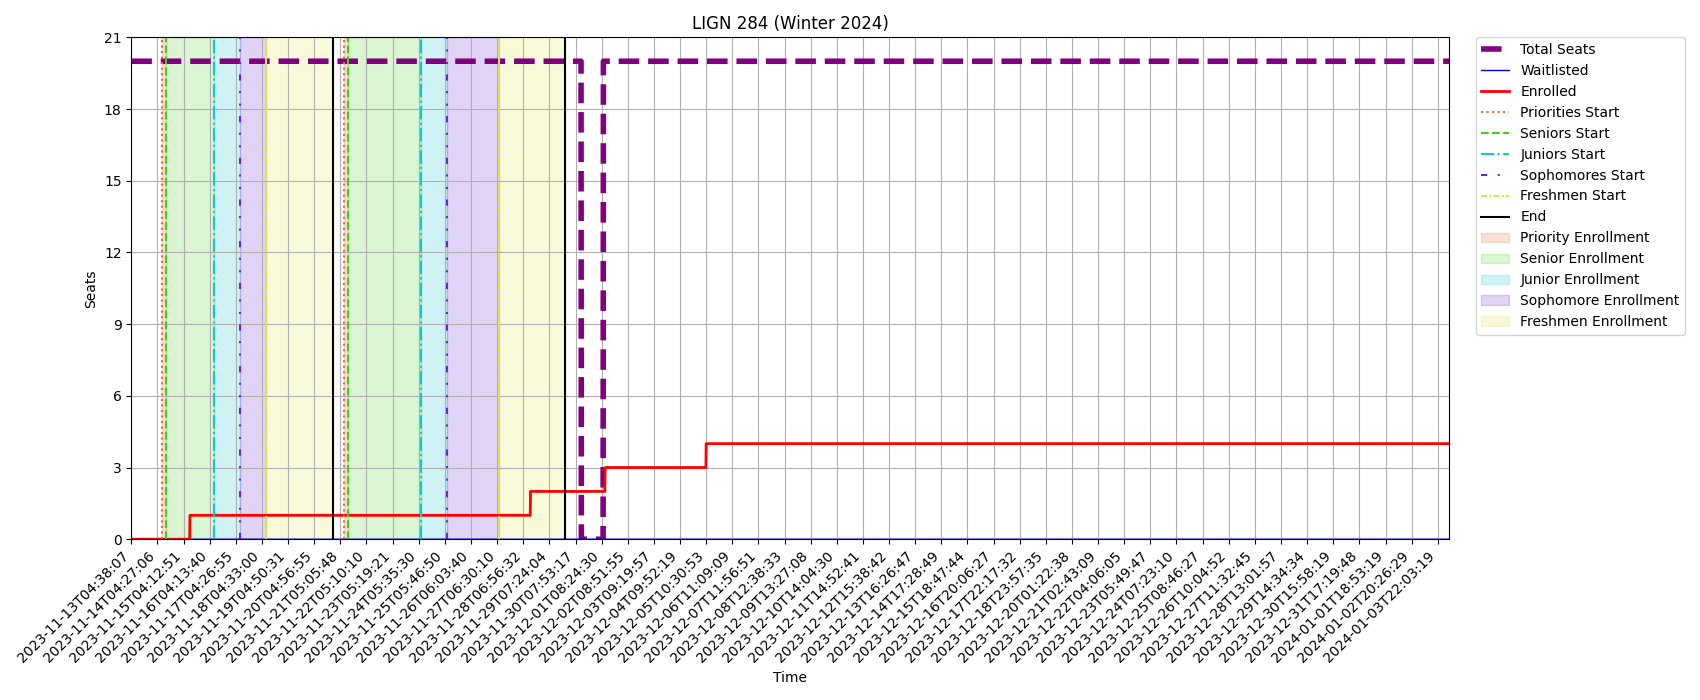 LIGN 284 (Winter 2024)
21
18
15
12
9
6
3
0
Seats
2023-11-13T04:38:07
2023-11-14T04:27:06
2023-11-15T04:12:51
2023-11-16T04:13:40
2023-11-17T04:26:55
2023-11-18T04:33:00
2023-11-19T04:50:31
2023-11-20T04:56:55
2023-11-21T05:05:48
2023-11-22T05:10:10
2023-11-23T05:19:21
2023-11-24T05:35:30
2023-11-25T05:46:50
2023-11-26T06:03:40
2023-11-27T06:30:10
2023-11-28T06:56:32
2023-11-29T07:24:04
2023-11-30T07:53:17
2023-12-01T08:24:30
2023-12-02T08:51:55
2023-12-03T09:19:57
2023-12-04T09:52:19
2023-12-05T10:30:53
2023-12-06T11:09:09
2023-12-07T11:56:51
2023-12-08T12:38:33
2023-12-09T13:27:08
2023-12-10T14:04:30
2023-12-11T14:52:41
2023-12-12T15:38:42
2023-12-13T16:26:47
2023-12-14T17:28:49
2023-12-15T18:47:44
2023-12-16T20:06:27
2023-12-17T22:17:32
2023-12-18T23:57:35
2023-12-20T01:22:38
2023-12-21T02:43:09
2023-12-22T04:06:05
2023-12-23T05:49:47
2023-12-24T07:23:10
2023-12-25T08:46:27
2023-12-26T10:04:52
2023-12-27T11:32:45
2023-12-28T13:01:57
2023-12-29T14:34:34
2023-12-30T15:58:19
2023-12-31T17:19:48
2024-01-01T18:53:19
2024-01-02T20:26:29
2024-01-03T22:03:19
Time
Total Seats
Waitlisted
Enrolled
Priorities Start
Seniors Start
Juniors Start
Sophomores Start
Freshmen Start
End
Priority Enrollment
Senior Enrollment
Junior Enrollment
Sophomore Enrollment
Freshmen Enrollment